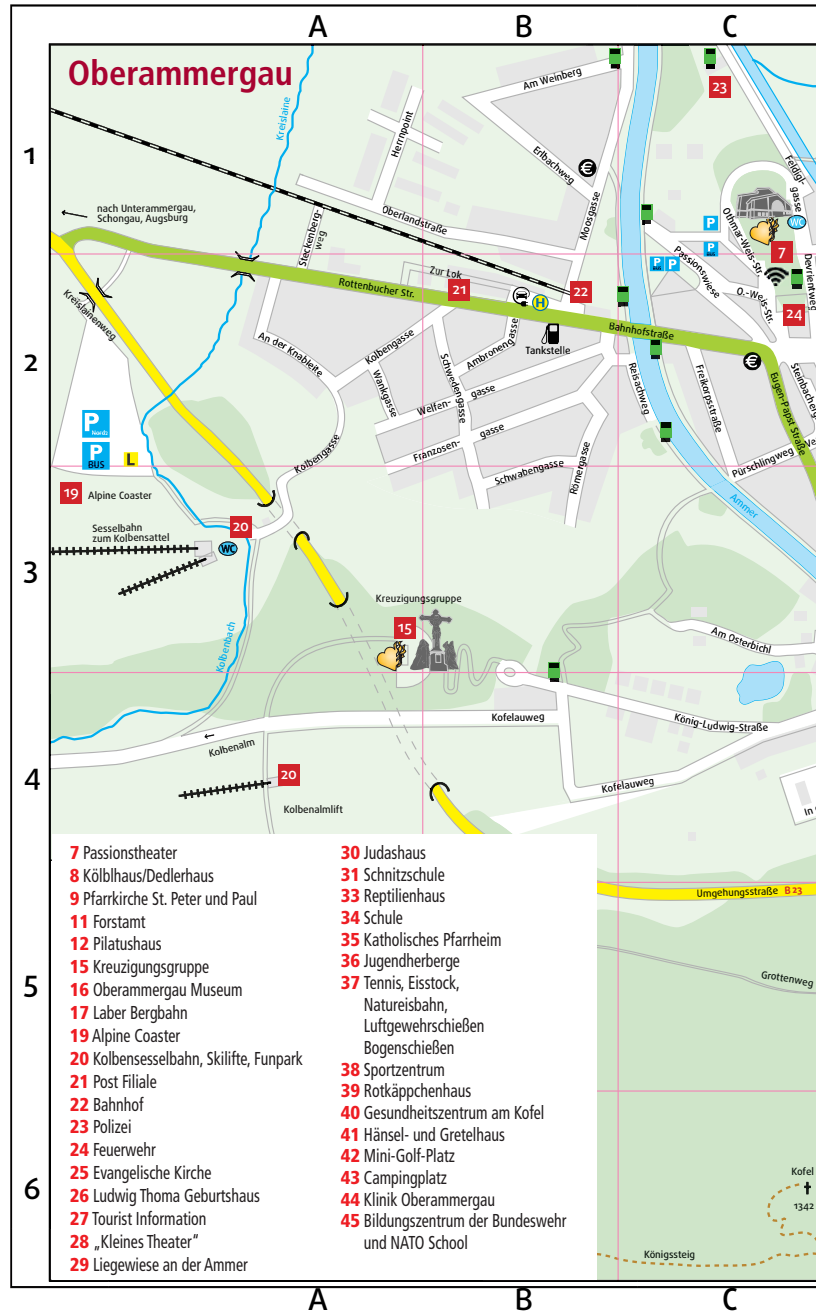 A
B
C
Oberammergau
1
2
3
4
5
6
Kreislaine
Herrnpoint
Am Weinberg
Erlbachweg
23
Feldigl-
gasse
nach Unterammergau,
Schongau, Augsburg
Steckenberg-
weg
Oberlandstraße
Moosgasse
P
Othmar-Weis-Str.
WC
7
Passionswiese
P
BUS
P
BUS
P
Devrientweg
Zur Lok
21
22
H
Rottenbucher Str.
O.-Weis-Str.
24
Kreislainenweg
Bahnhofstraße
An der Knableite
Kolbengasse
Ambronengasse
Tankstelle
Wankgasse
Schwedengasse
Welfen-
gasse
Reisachweg
Freikorpsstraße
Eugen-Papst Straße
Steinbacherg
P
Nord2
P
BUS
L
Kolbengasse
Franzosen-
gasse
Schwabengasse
Römergasse
Pürschlingweg
Ve
19
Alpine Coaster
Ammer
Sesselbahn
zum Kolbensattel
20
WC
Kreuzigungsgruppe
15
Am Osterbichl
Kolbenbach
Kofelauweg
König-Ludwig-Straße
Kolbenalm
20
Kolbenalmlift
Kofelauweg
In
Umgehungsstraße B 23
Grottenweg
Kofel
1342
Königssteig
7 Passionstheater
8 Kölblhaus/Dedlerhaus
9 Pfarrkirche St. Peter und Paul
11 Forstamt
12 Pilatushaus
15 Kreuzigungsgruppe
16 Oberammergau Museum
17 Laber Bergbahn
19 Alpine Coaster
20 Kolbensesselbahn, Skilifte, Funpark
21 Post Filiale
22 Bahnhof
23 Polizei
24 Feuerwehr
25 Evangelische Kirche
26 Ludwig Thoma Geburtshaus
27 Tourist Information
28 „Kleines Theater“
29 Liegewiese an der Ammer
30 Judashaus
31 Schnitzschule
33 Reptilienhaus
34 Schule
35 Katholisches Pfarrheim
36 Jugendherberge
37 Tennis, Eisstock,
Natureisbahn,
Luftgewehrschießen
Bogenschießen
38 Sportzentrum
39 Rotkäppchenhaus
40 Gesundheitszentrum am Kofel
41 Hänsel- und Gretelhaus
42 Mini-Golf-Platz
43 Campingplatz
44 Klinik Oberammergau
45 Bildungszentrum der Bundeswehr
und NATO School
A
B
C